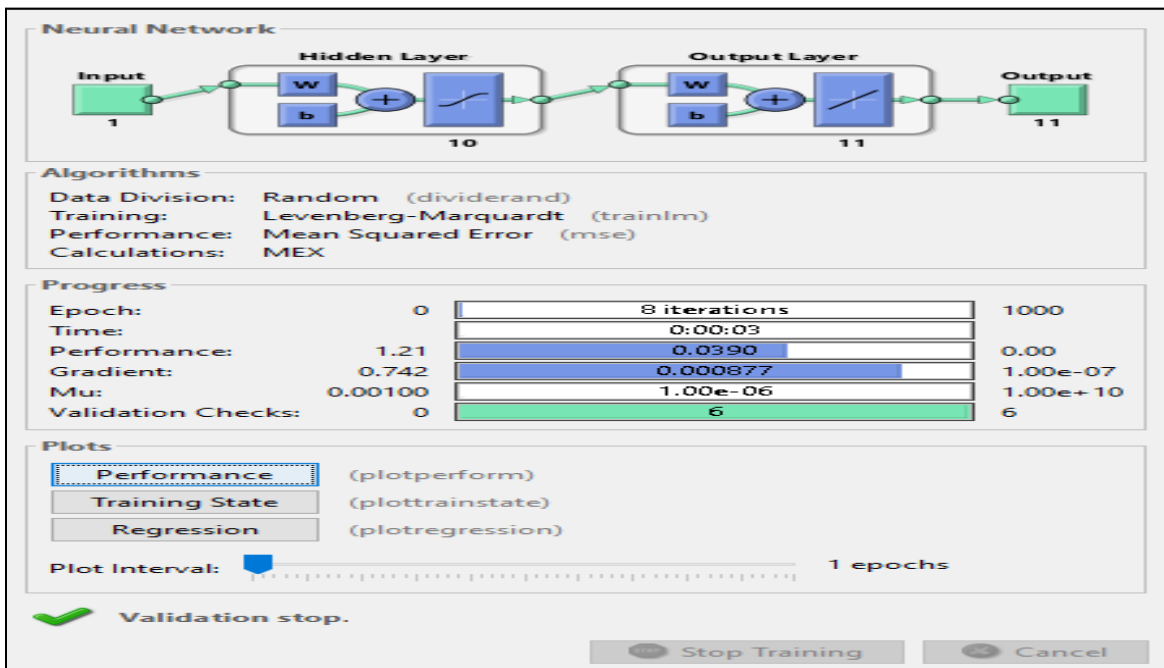 Neural Network
Hidden Layer Output Layer
Input Output
W b + W b +
1 10 11 11
Algorithms
Data Division: Random (dividerand)
Training: Levenberg-Marquardt (trainlm)
Performance: Mean Squared Error (mse)
Calculations: MEX
Progress
Epoch: 0 8 iterations 1000
Time: 0:00:03
Performance: 1.21 0.0390 0.00
Gradient: 0.742 0.000877 1.00e-07
Mu: 0.00100 1.00e-06 1.00e+10
Validation Checks: 0 6 6
Plots
Performance (plotperform)
Training State (plottrainstate)
Regression (plotregression)
Plot Interval: 1 epochs
Validation stop.
Stop Training Cancel